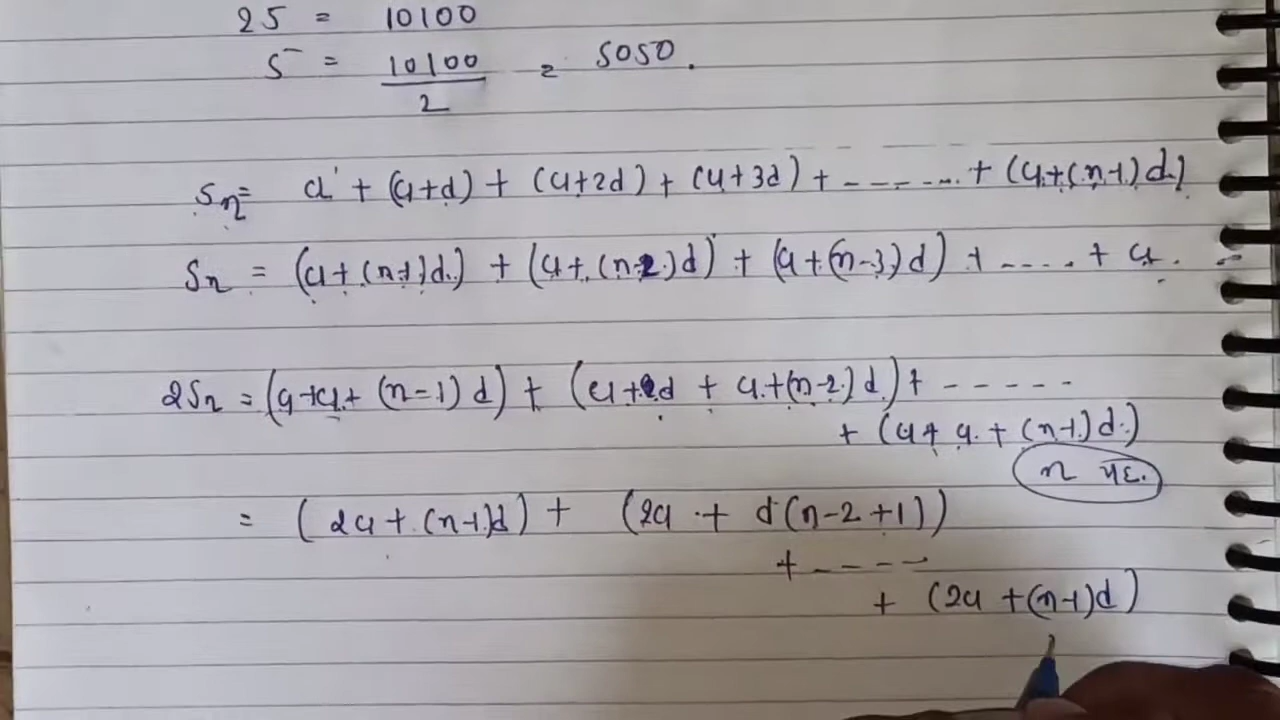 2S = 10100
S = 10100/2 = 5050.
Sn = a + (a+d) + (a+2d) + (a+3d) + ------ + (a+(n-1)d)
Sn = (a + (n-1)d) + (a + (n-2)d) + (a+(n-3)d) + ..... + a.
2Sn = (a+a+ (n-1)d) + (a+d + a+(n-2)d) + -----
+ (a+ a + (n-1)d)
n पद.
= (2a + (n-1)d) + (2a + d(n-2+1))
+ ----
+ (2a + (n-1)d)